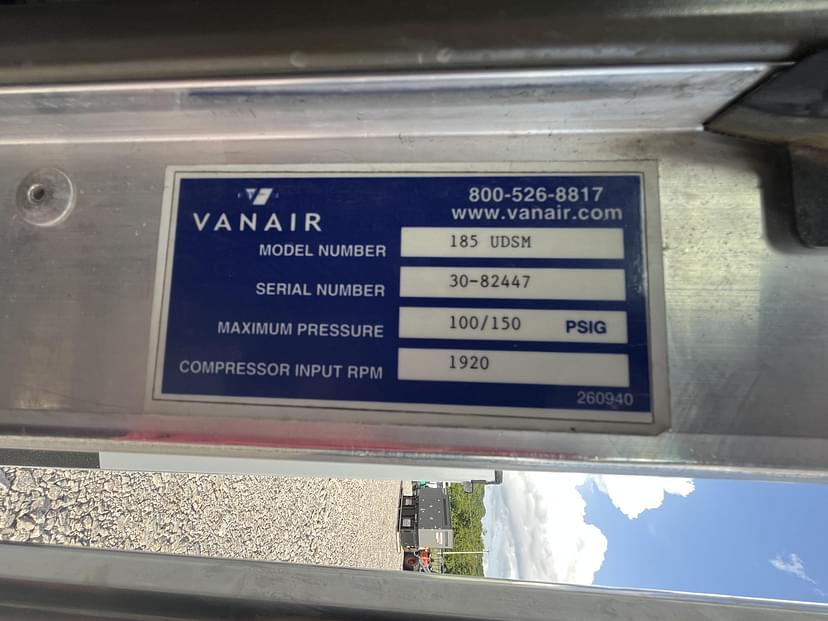 800-526-8817
VANAIR
www.vanair.com
MODEL NUMBER 185 UDSM
SERIAL NUMBER 30-82447
MAXIMUM PRESSURE 100/150 PSIG
COMPRESSOR INPUT RPM 1920
260940